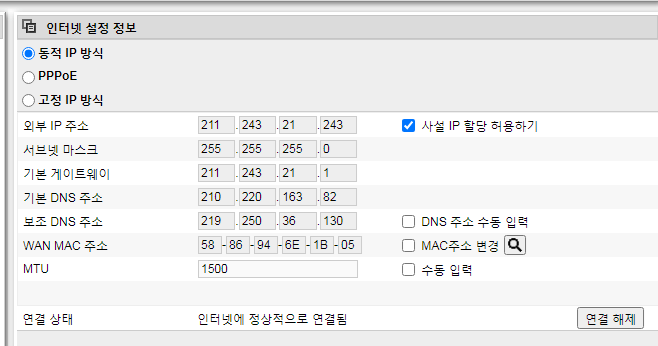 인터넷 설정 정보
동적 IP 방식
PPPoE
고정 IP 방식
외부 IP 주소 211 . 243 . 21 . 243 사설 IP 할당 허용하기
서브넷 마스크 255 . 255 . 255 . 0
기본 게이트웨이 211 . 243 . 21 . 1
기본 DNS 주소 210 . 220 . 163 . 82
보조 DNS 주소 219 . 250 . 36 . 130 DNS 주소 수동 입력
WAN MAC 주소 58 - 86 - 94 - 6E - 1B - 05 MAC주소 변경
MTU 1500 수동 입력
연결 상태 인터넷에 정상적으로 연결됨 연결 해제